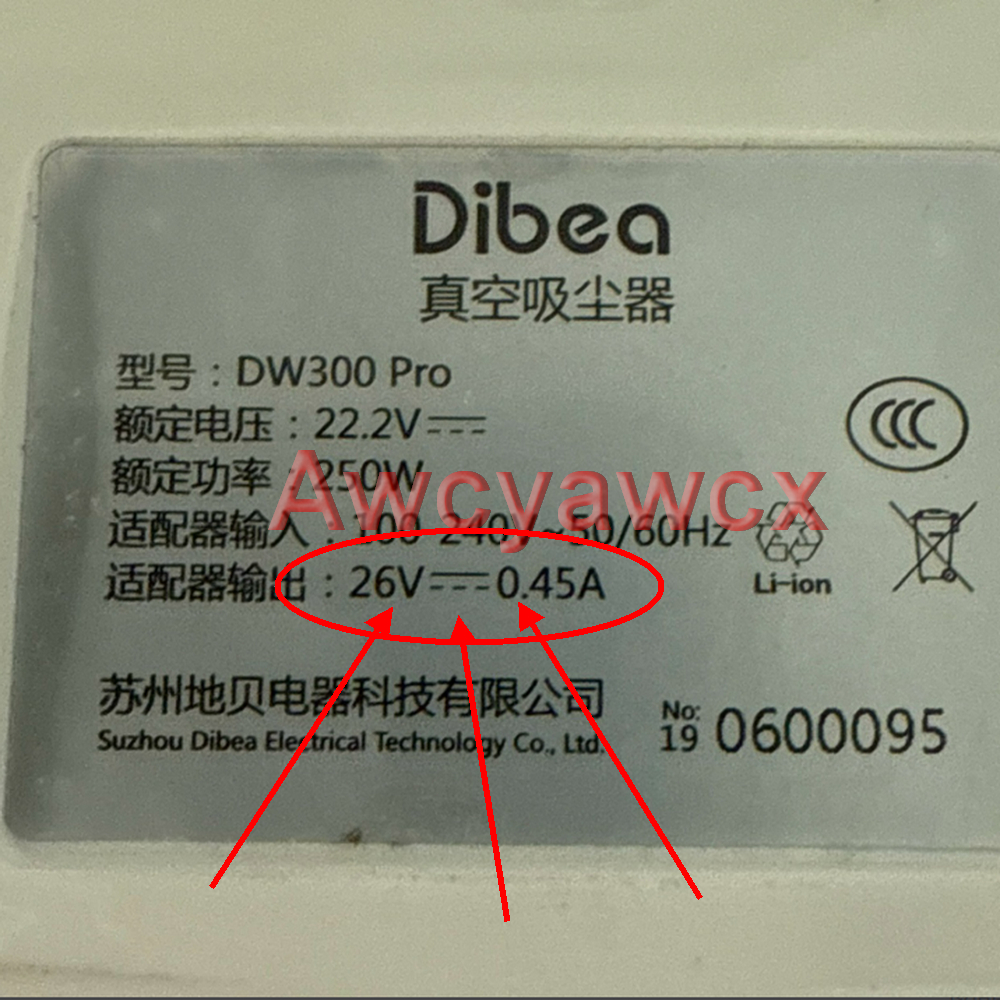 Dibea
真空吸尘器
型号：DW300 Pro
额定电压：22.2V
额定功率：250W
Awcyawcx
适配器输入：100-240V~50/60Hz
适配器输出：26V 0.45A
Li-ion
苏州地贝电器科技有限公司
Suzhou Dibea Electrical Technology Co., Ltd.
No: 19 0600095
CCC